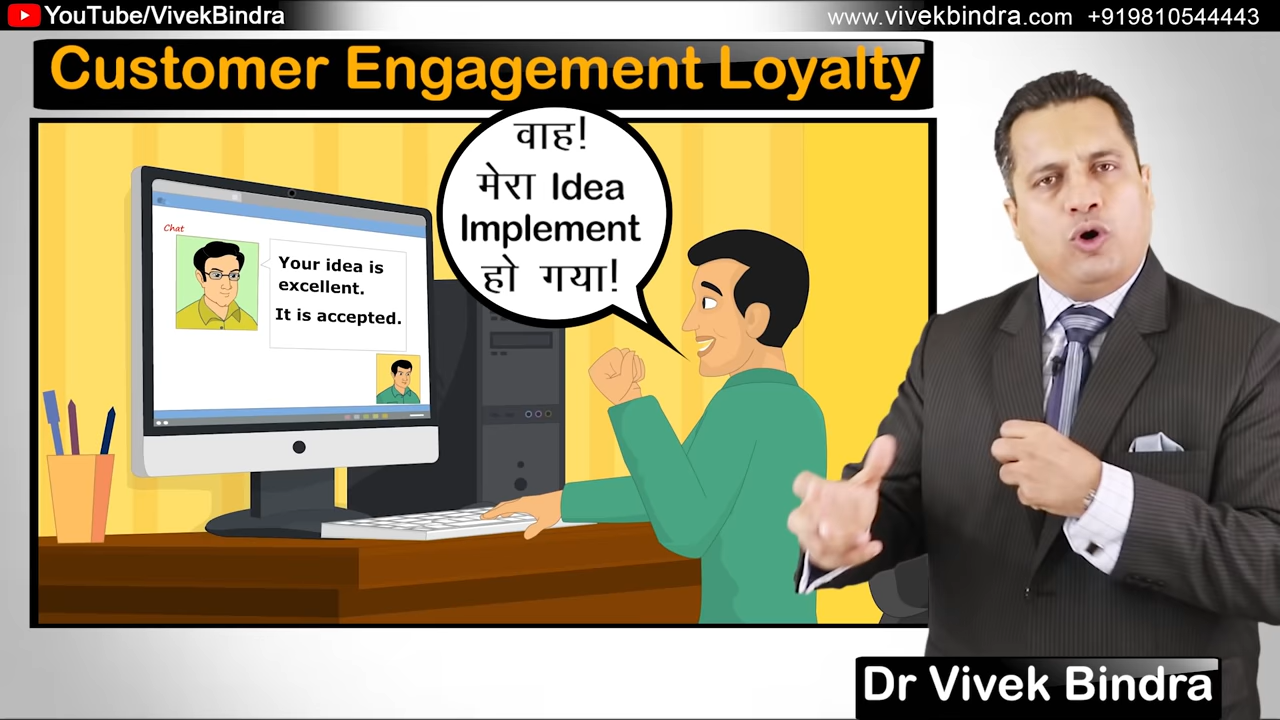 YouTube/VivekBindra
www.vivekbindra.com +919810544443
Customer Engagement Loyalty
वाह!
मेरा Idea
Implement
हो गया!
Chat
Your idea is
excellent.
It is accepted.
Dr Vivek Bindra